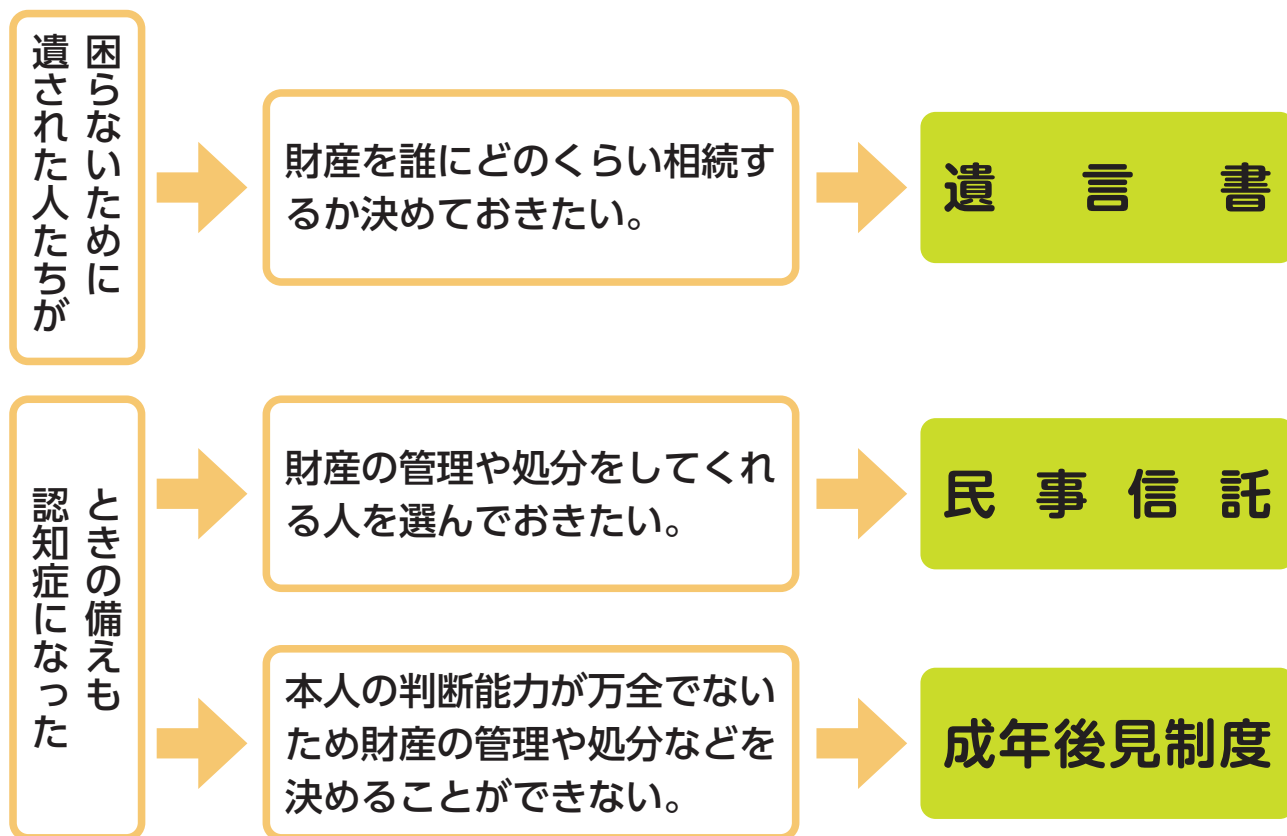 遺された人たちが
困らないために
財産を誰にどのくらい相続す
るか決めておきたい。
遺言書
認知症になった
ときの備えも
財産の管理や処分をしてくれ
る人を選んでおきたい。
民事信託
本人の判断能力が万全でない
ため財産の管理や処分などを
決めることができない。
成年後見制度